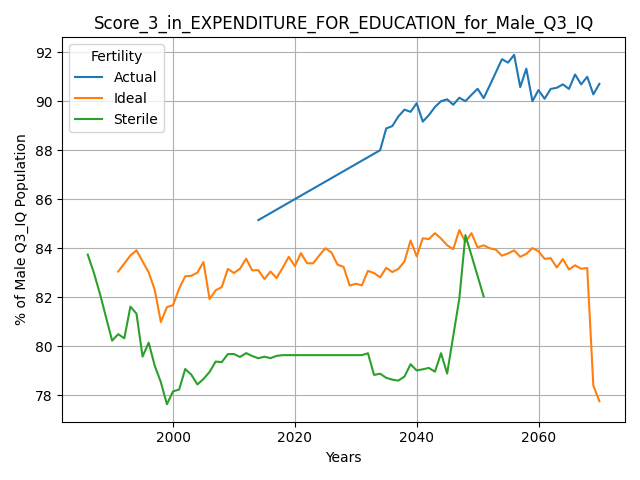 Score_3_in_EXPENDITURE_FOR_EDUCATION_for_Male_Q3_IQ
Fertility
Actual
Ideal
Sterile
% of Male Q3_IQ Population
92
90
88
86
84
82
80
78
2000
2020
2040
2060
Years